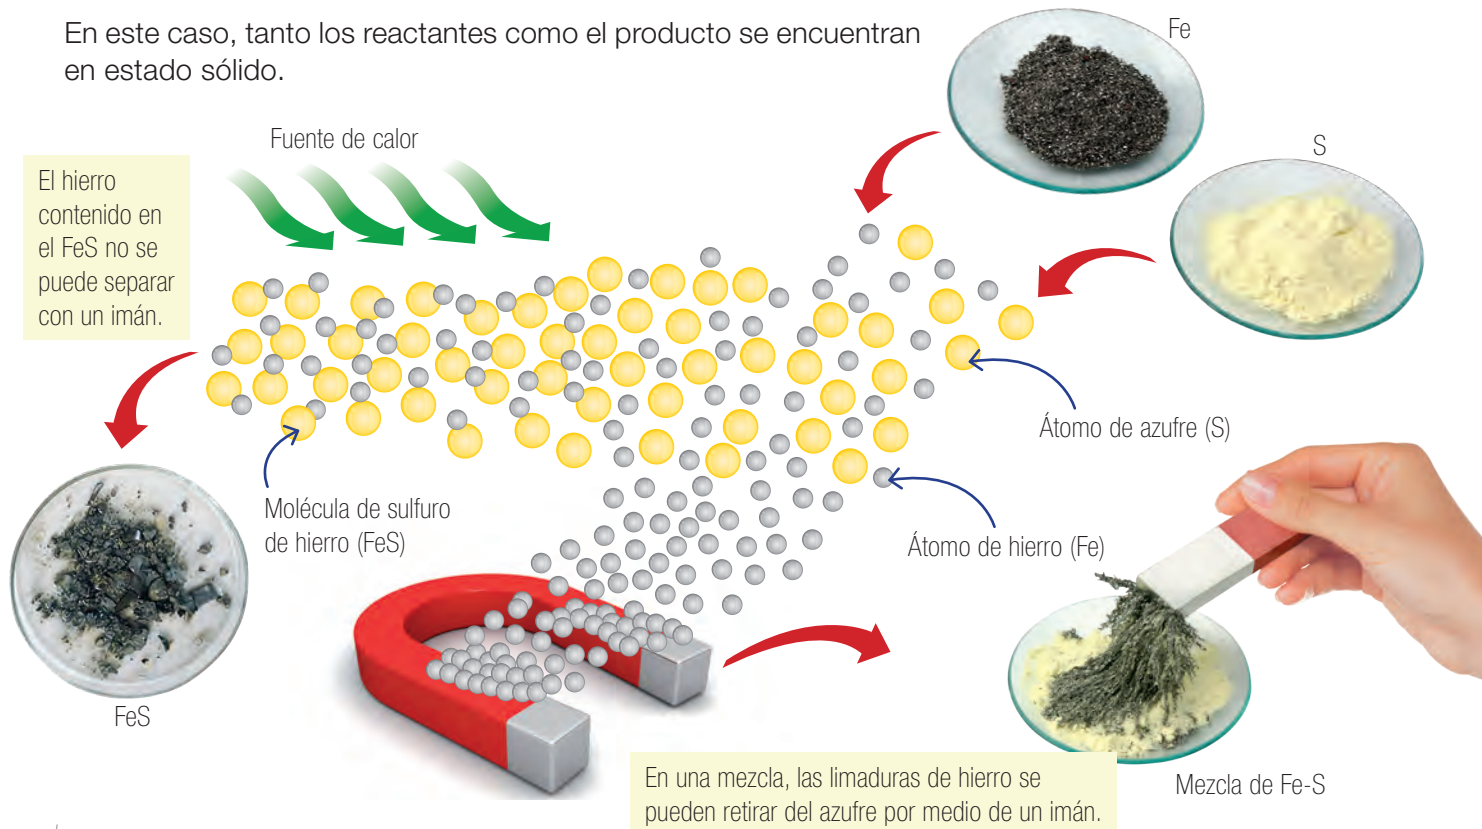 En este caso, tanto los reactantes como el producto se encuentran
en estado sólido.
Fe
S
Fuente de calor
El hierro
contenido en
el FeS no se
puede separar
con un imán.
Átomo de azufre (S)
Molécula de sulfuro
de hierro (FeS)
Átomo de hierro (Fe)
FeS
En una mezcla, las limaduras de hierro se
pueden retirar del azufre por medio de un imán.
Mezcla de Fe-S